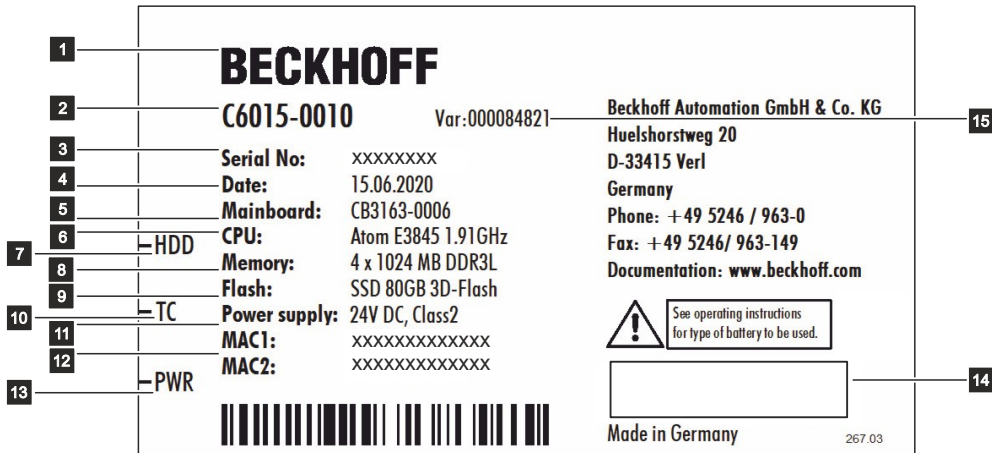 1
BECKHOFF
2
C6015-0010 Var:000084821
15
3
Serial No: XXXXXXXX
4
Date: 15.06.2020
5
Mainboard: CB3163-0006
6
CPU: Atom E3845 1.91GHz
7
HDD
8
Memory: 4 x 1024 MB DDR3L
9
Flash: SSD 80GB 3D-Flash
10
TC
11
Power supply: 24V DC, Class2
12
MAC1: XXXXXXXXXXXXX
MAC2: XXXXXXXXXXXXX
13
PWR
Beckhoff Automation GmbH & Co. KG
Huelshorstweg 20
D-33415 Verl
Germany
Phone: +49 5246 / 963-0
Fax: +49 5246/ 963-149
Documentation: www.beckhoff.com
See operating instructions
for type of battery to be used.
14
Made in Germany
267.03